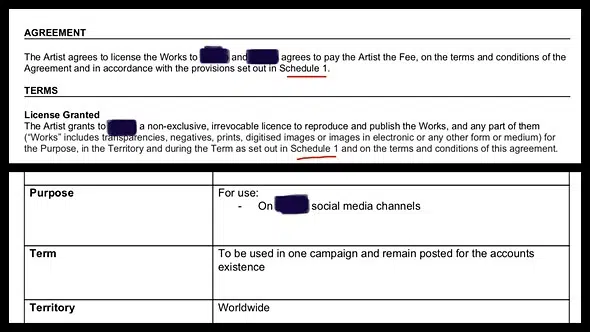 AGREEMENT
The Artist agrees to license the Works to and agrees to pay the Artist the Fee, on the terms and conditions of the
Agreement and in accordance with the provisions set out in Schedule 1.
TERMS
License Granted
The Artist grants to a non-exclusive, irrevocable licence to reproduce and publish the Works, and any part of them
(“Works” includes transparencies, negatives, prints, digitised images or images in electronic or any other form or medium) for
the Purpose, in the Territory and during the Term as set out in Schedule 1 and on the terms and conditions of this agreement.
Purpose
For use:
- On social media channels
Term
To be used in one campaign and remain posted for the accounts
existence
Territory
Worldwide